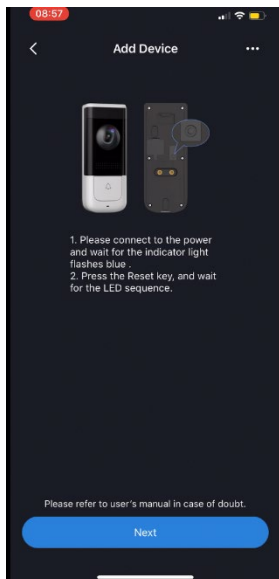 08:57
Add Device
1. Please connect to the power
and wait for the indicator light
flashes blue .
2. Press the Reset key, and wait
for the LED sequence.
Please refer to user's manual in case of doubt.
Next